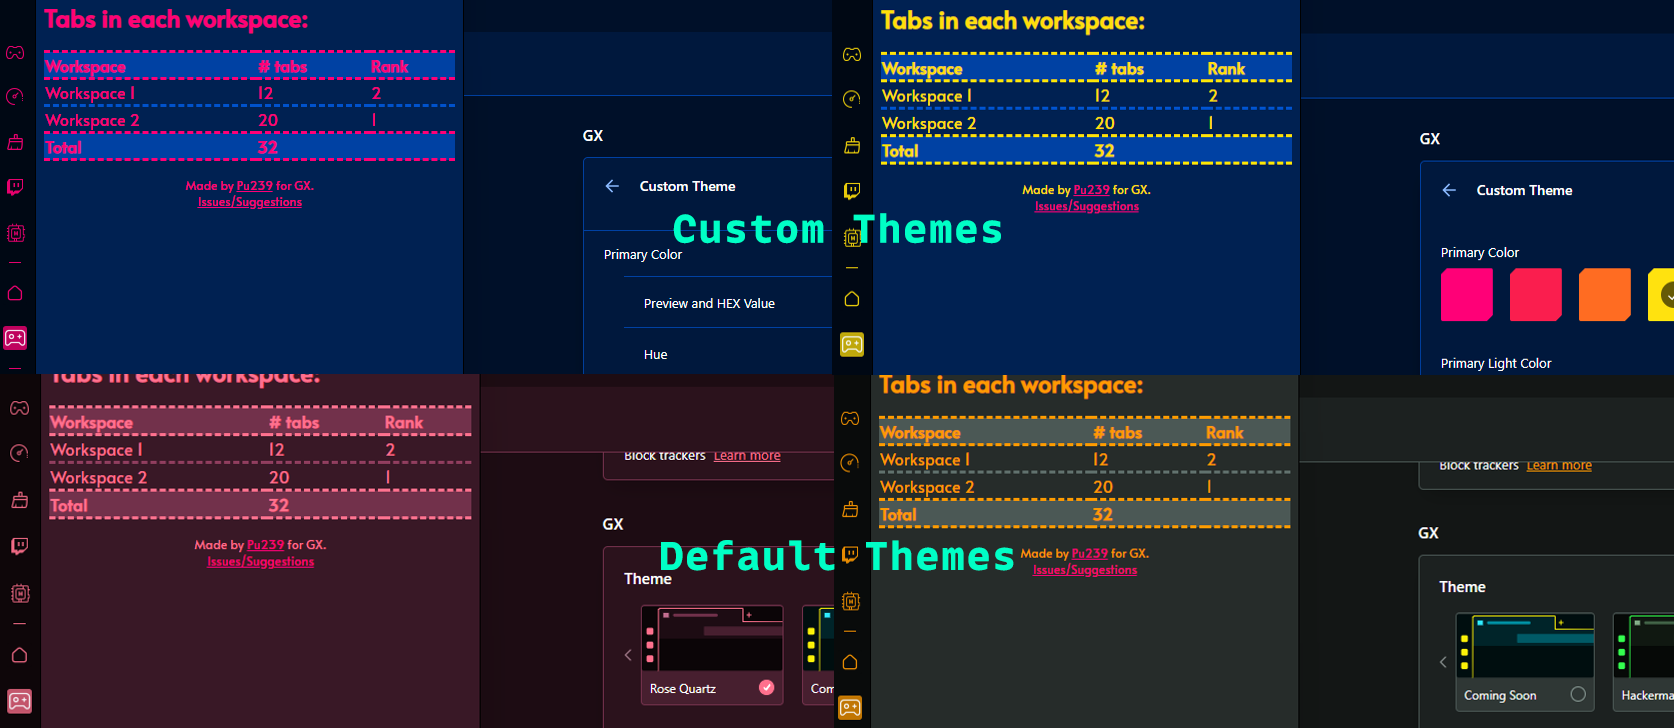 Tabs in each workspace:
Workspace # tabs Rank
Workspace 1 12 2
Workspace 2 20 1
Total 32
Made by Pu239 for GX.
Issues/Suggestions
GX
Custom Theme
Primary Color
Preview and HEX Value
Hue
Tabs in each workspace:
Workspace # tabs Rank
Workspace 1 12 2
Workspace 2 20 1
Total 32
Made by Pu239 for GX.
Issues/Suggestions
GX
Custom Theme
Primary Color
Primary Light Color
Custom Themes
Tabs in each workspace:
Workspace # tabs Rank
Workspace 1 12 2
Workspace 2 20 1
Total 32
Made by Pu239 for GX.
Issues/Suggestions
Block trackers Learn more
GX
Theme
Rose Quartz
Com
Tabs in each workspace:
Workspace # tabs Rank
Workspace 1 12 2
Workspace 2 20 1
Total 32
Made by Pu239 for GX.
Issues/Suggestions
Block trackers Learn more
GX
Theme
Coming Soon
Hackerma
Default Themes